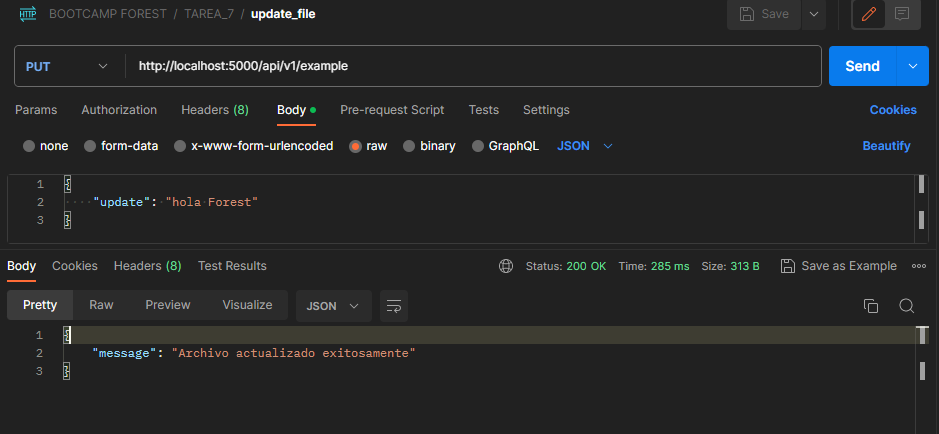 HTTP BOOTCAMP FOREST / TAREA_7 / update_file Save
PUT http://localhost:5000/api/v1/example Send
Params Authorization Headers (8) Body Pre-request Script Tests Settings Cookies
none form-data x-www-form-urlencoded raw binary GraphQL JSON Beautify
1 {
2 "update": "hola Forest"
3 }
Body Cookies Headers (8) Test Results Status: 200 OK Time: 285 ms Size: 313 B Save as Example
Pretty Raw Preview Visualize JSON
1 {
2 "message": "Archivo actualizado exitosamente"
3 }